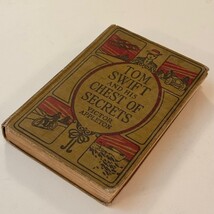 TOM
SWIFT
AND HIS
CHEST OF
SECRETS
VICTOR
APPLETON